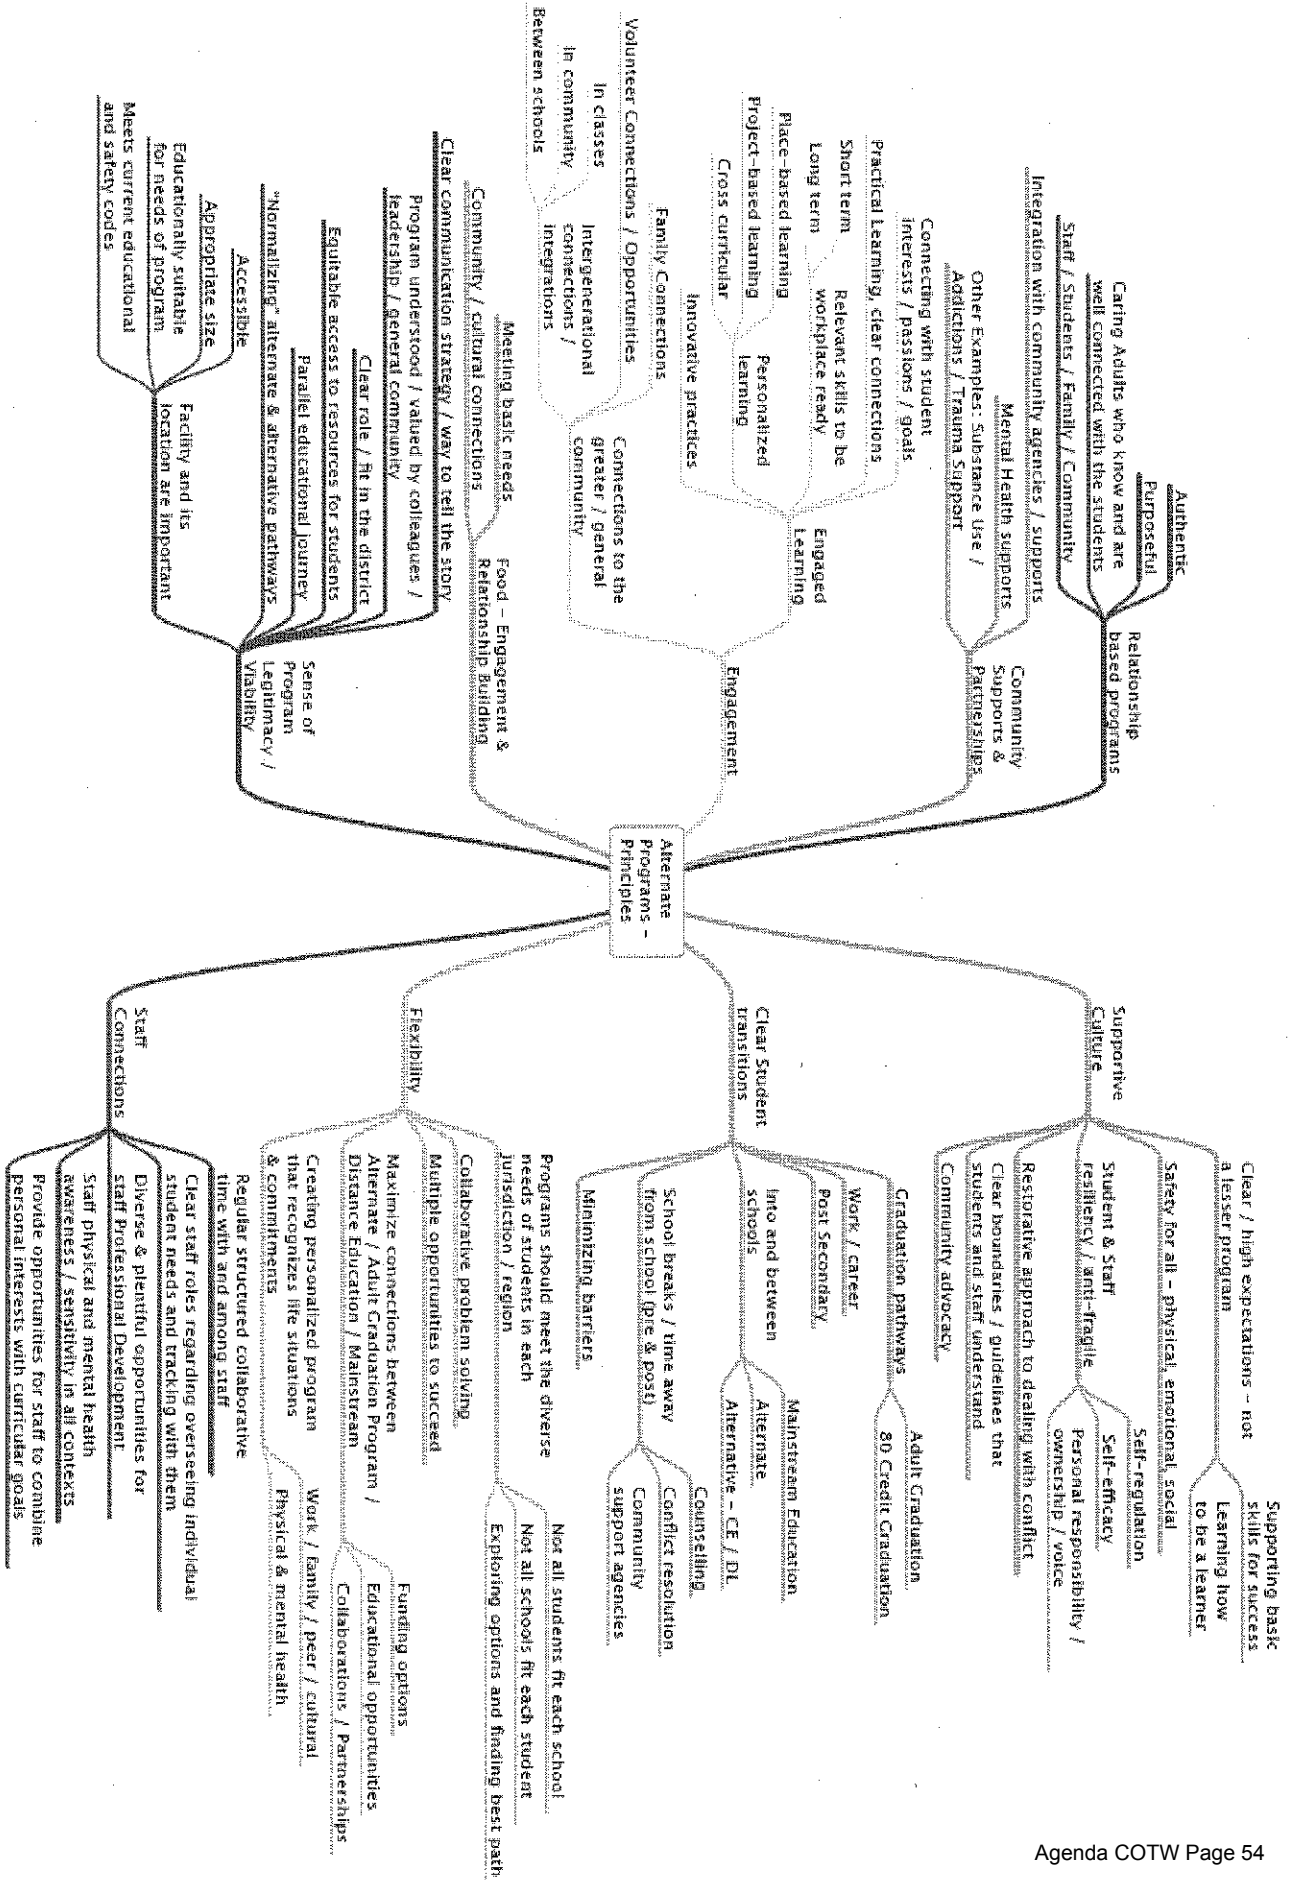 Alternate
Programs –
Principles
Relationship
based programs
Authentic
Purposeful
Caring Adults who know and are
well connected with the students
Staff / Students / Family / Community
Community
Supports &
Partnerships
Integration with community agencies / supports
Mental Health supports
Other Examples: Substance Use /
Addictions / Trauma Support
Engagement
Engaged
Learning
Connecting with student
interests / passions / goals
Practical Learning, clear connections
Relevant skills to be
workplace ready
Short term
Long term
Personalized
learning
Place-based learning
Project-based learning
Cross curricular
Innovative practices
Connections to the
greater / general
community
Family Connections
Volunteer Connections / Opportunities
Intergenerational
connections /
integrations
In classes
In community
Between schools
Food – Engagement &
Relationship Building
Meeting basic needs
Community / cultural connections
Sense of
Program
Legitimacy /
Viability
Clear communication strategy / way to tell the story
Program understood / valued by colleagues /
leadership / general community
Clear role / fit in the district
Equitable access to resources for students
Parallel educational journey
"Normalizing" alternate & alternative pathways
Facility and its
location are important
Accessible
Appropriate size
Educationally suitable
for needs of program
Meets current educational
and safety codes
Supportive
Culture
Clear / high expectations – not
a lesser program
Supporting basic
skills for success
Learning how
to be a learner
Safety for all – physical, emotional, social
Student & Staff
resiliency / anti-fragile
Self-regulation
Self-efficacy
Personal responsibility /
ownership / voice
Restorative approach to dealing with conflict
Clear boundaries / guidelines that
students and staff understand
Community advocacy
Clear Student
transitions
Graduation pathways
Adult Graduation
80 Credit Graduation
Work / career
Post Secondary
Into and between
schools
Mainstream Education
Alternate
Alternative – CE / DL
School breaks / time away
from school (pre & post)
Counselling
Conflict resolution
Community
support agencies
Minimizing barriers
Flexibility
Programs should meet the diverse
needs of students in each
jurisdiction / region
Not all students fit each school
Not all schools fit each student
Exploring options and finding best path
Collaborative problem solving
Multiple opportunities to succeed
Maximize connections between
Alternate / Adult Graduation Program /
Distance Education / Mainstream
Funding options
Educational opportunities
Collaborations / Partnerships
Creating personalized program
that recognizes life situations
& commitments
Work / family / peer / cultural
Physical & mental health
Staff
Connections
Regular structured collaborative
time with and among staff
Clear staff roles regarding overseeing individual
student needs and tracking with them
Diverse & plentiful opportunities for
staff Professional Development
Staff physical and mental health
awareness / sensitivity in all contexts
Provide opportunities for staff to combine
personal interests with curricular goals
Agenda COTW Page 54